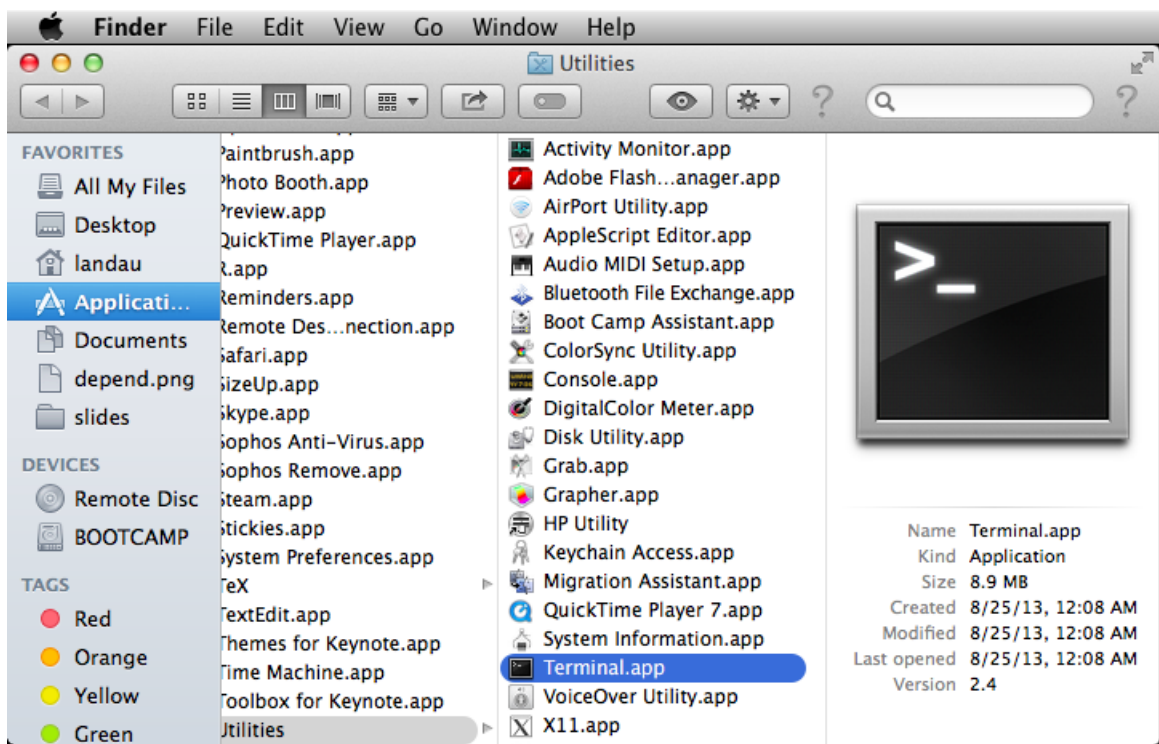 Finder File Edit View Go Window Help
Utilities
FAVORITES
All My Files
Desktop
landau
Applicati...
Documents
depend.png
slides
DEVICES
Remote Disc
BOOTCAMP
TAGS
Red
Orange
Yellow
Green
Paintbrush.app
Photo Booth.app
Preview.app
QuickTime Player.app
R.app
Reminders.app
Remote Des...nection.app
Safari.app
SizeUp.app
Skype.app
Sophos Anti-Virus.app
Sophos Remove.app
Steam.app
Stickies.app
System Preferences.app
TeX
TextEdit.app
Themes for Keynote.app
Time Machine.app
Toolbox for Keynote.app
Utilities
Activity Monitor.app
Adobe Flash...anager.app
AirPort Utility.app
AppleScript Editor.app
Audio MIDI Setup.app
Bluetooth File Exchange.app
Boot Camp Assistant.app
ColorSync Utility.app
Console.app
DigitalColor Meter.app
Disk Utility.app
Grab.app
Grapher.app
HP Utility
Keychain Access.app
Migration Assistant.app
QuickTime Player 7.app
System Information.app
Terminal.app
VoiceOver Utility.app
X11.app
>_
Name Terminal.app
Kind Application
Size 8.9 MB
Created 8/25/13, 12:08 AM
Modified 8/25/13, 12:08 AM
Last opened 8/25/13, 12:08 AM
Version 2.4